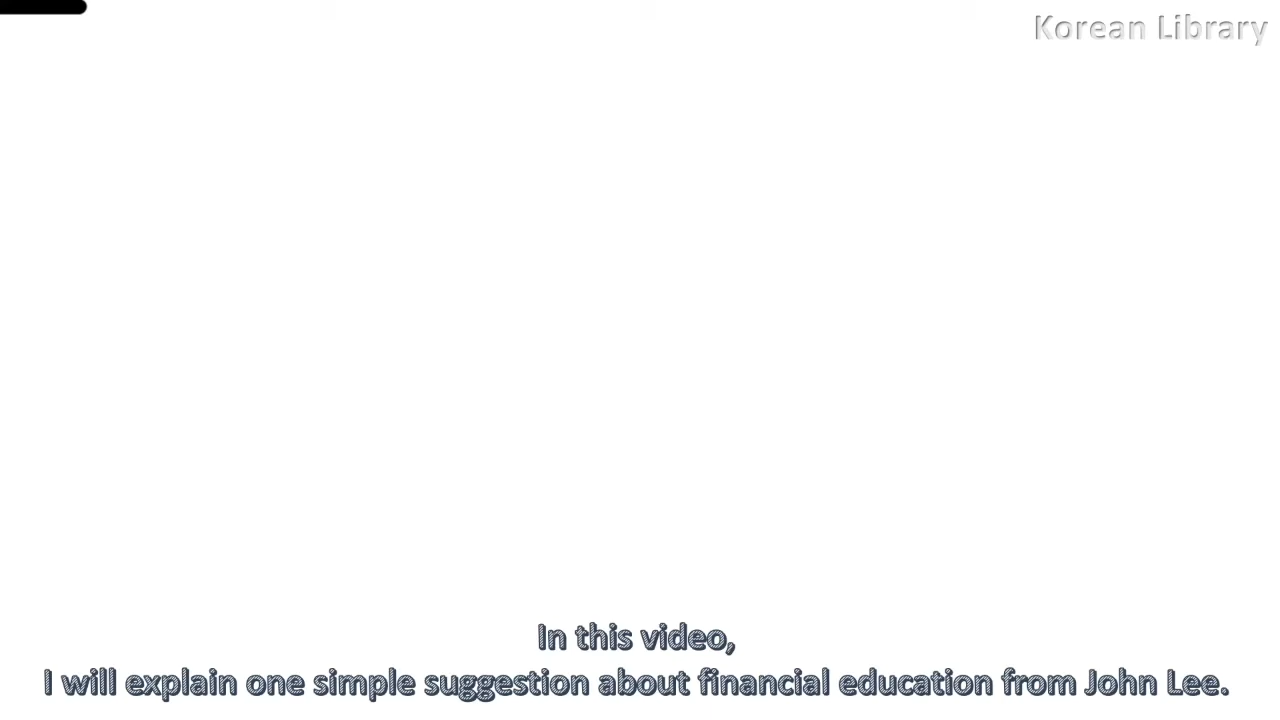 Korean Library
In this video,
I will explain one simple suggestion about financial education from John Lee.